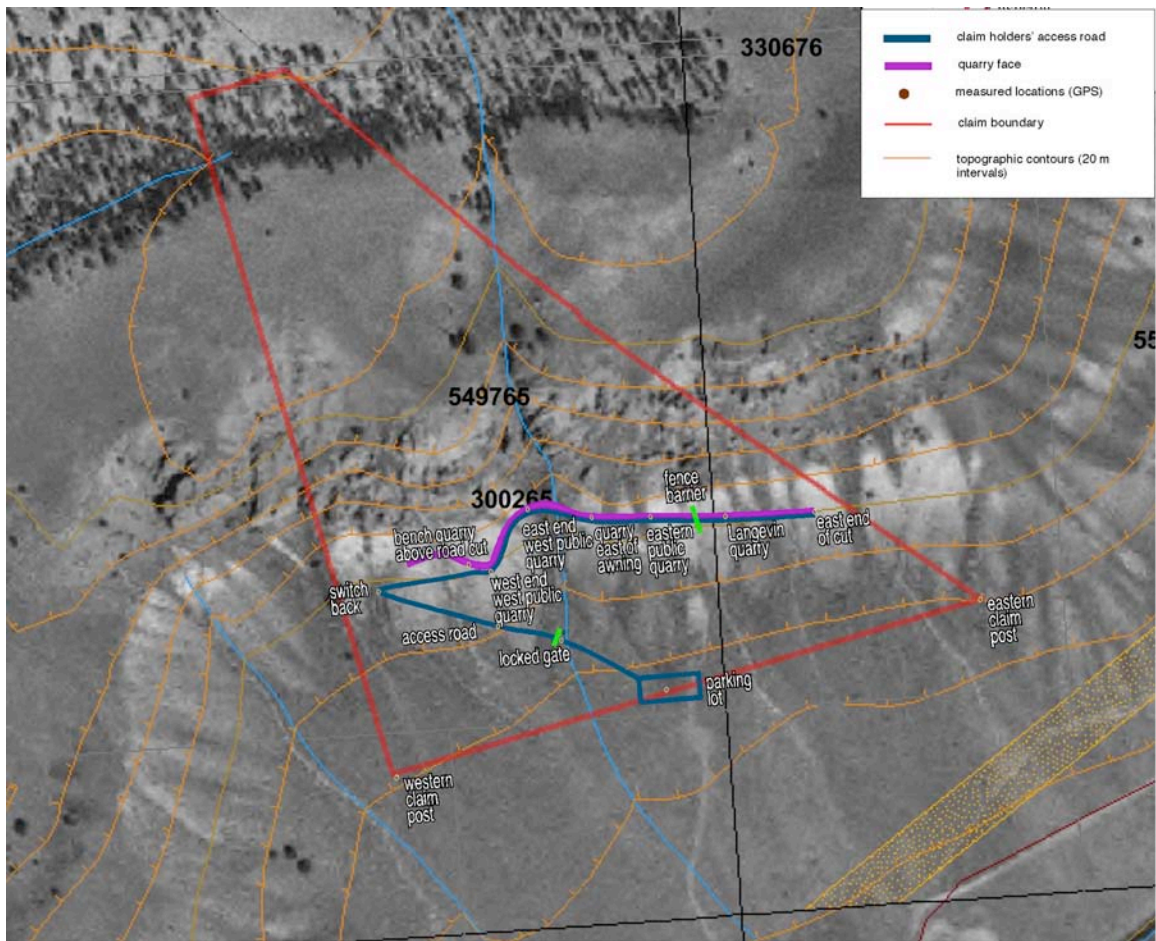 330676
claim holders' access road
quarry face
measured locations (GPS)
claim boundary
topographic contours (20 m
intervals)
55
549765
300265
fence
barrier
bench quarry
above road cut
east end
west public
quarry
quarry
east of
awning
eastern
public
quarry
Langevin
quarry
east end
of cut
switch
back
west end
west public
quarry
eastern
claim
post
access road
locked gate
parking
lot
western
claim
post